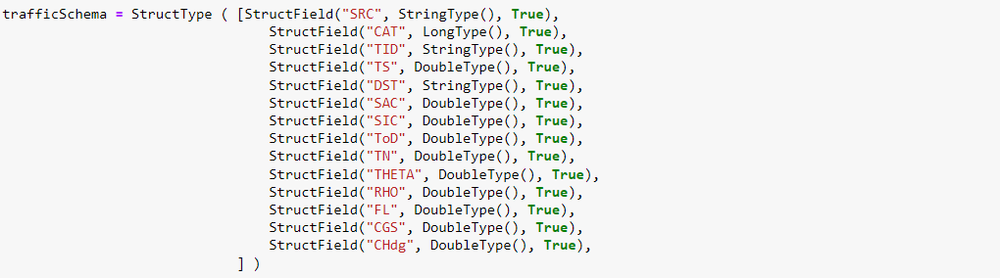 trafficSchema = StructType ( [StructField("SRC", StringType(), True),
StructField("CAT", LongType(), True),
StructField("TID", StringType(), True),
StructField("TS", DoubleType(), True),
StructField("DST", StringType(), True),
StructField("SAC", DoubleType(), True),
StructField("SIC", DoubleType(), True),
StructField("ToD", DoubleType(), True),
StructField("TN", DoubleType(), True),
StructField("THETA", DoubleType(), True),
StructField("RHO", DoubleType(), True),
StructField("FL", DoubleType(), True),
StructField("CGS", DoubleType(), True),
StructField("CHdg", DoubleType(), True),
] )